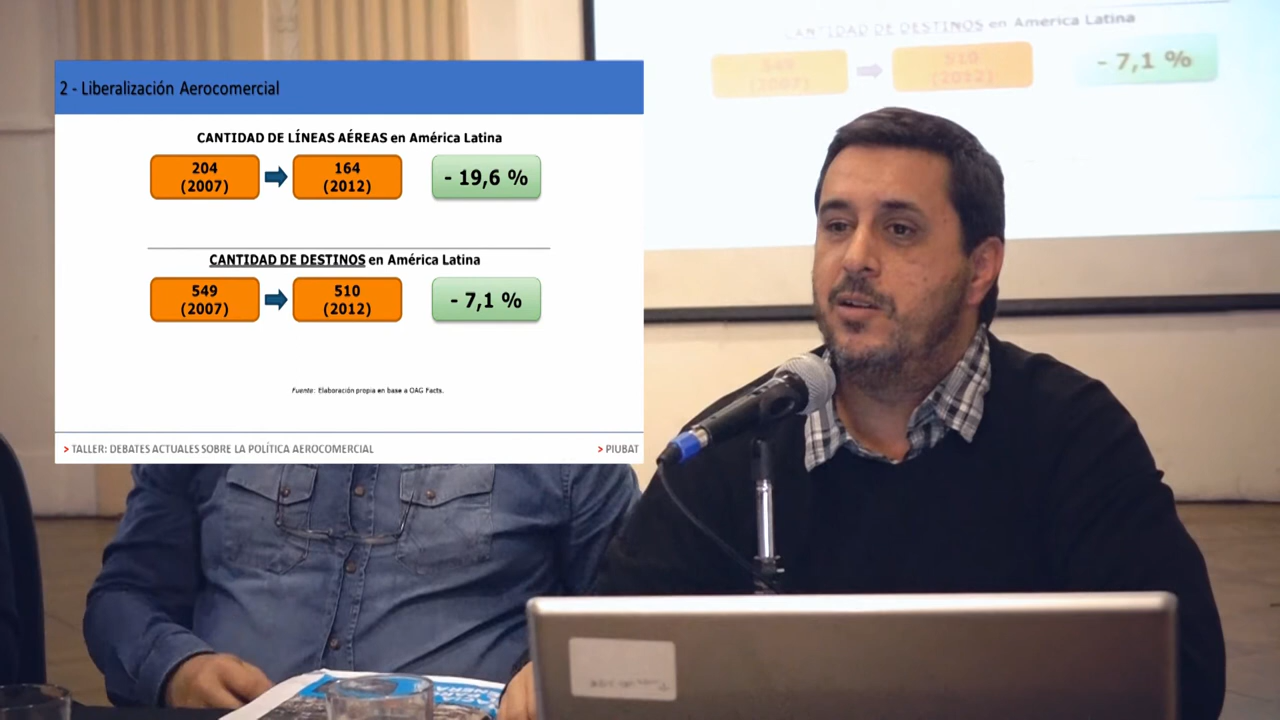 2 - Liberalización Aerocomercial
CANTIDAD DE LÍNEAS AÉREAS en América Latina
204
(2007)
164
(2012)
- 19,6 %
CANTIDAD DE DESTINOS en América Latina
549
(2007)
510
(2012)
- 7,1 %
Fuente: Elaboración propia en base a OAG Facts.
> TALLER: DEBATES ACTUALES SOBRE LA POLÍTICA AEROCOMERCIAL
> PIUBAT
CANTIDAD DE DESTINOS en América Latina
549
(2007)
510
(2012)
- 7,1 %